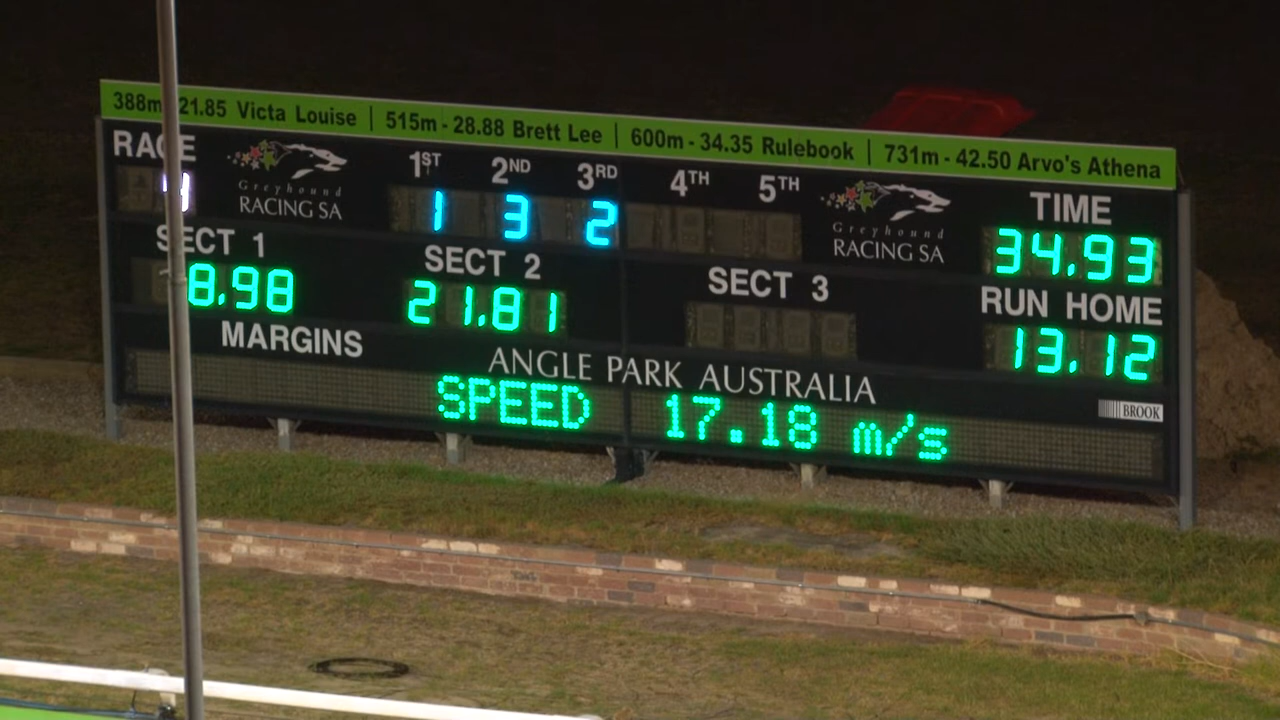 388m 21.85 Victa Louise | 515m - 28.88 Brett Lee | 600m - 34.35 Rulebook | 731m - 42.50 Arvo's Athena
RACE 1ST 2ND 3RD 4TH 5TH TIME
Greyhound RACING SA
1 3 2
Greyhound RACING SA
34.93
SECT 1 SECT 2 SECT 3 RUN HOME
8.98 21.81 13.12
MARGINS ANGLE PARK AUSTRALIA
BROOK
SPEED 17.18 m/s